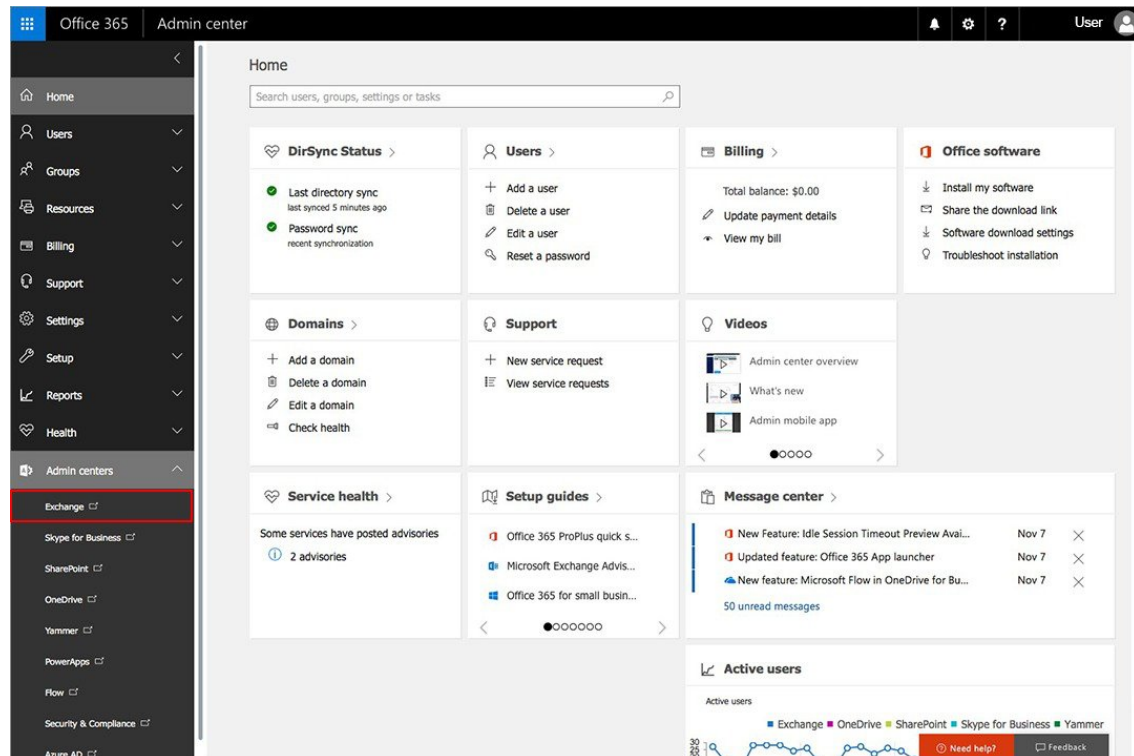 Office 365
Admin center
?
User
Home
Users
Groups
Resources
Billing
Support
Settings
Setup
Reports
Health
Admin centers
Exchange
Skype for Business
SharePoint
OneDrive
Yammer
PowerApps
Flow
Security & Compliance
Azure AD
Home
Search users, groups, settings or tasks
DirSync Status >
Last directory sync
last synced 5 minutes ago
Password sync
recent synchronization
Users >
Add a user
Delete a user
Edit a user
Reset a password
Billing >
Total balance: $0.00
Update payment details
View my bill
Office software
Install my software
Share the download link
Software download settings
Troubleshoot installation
Domains >
Add a domain
Delete a domain
Edit a domain
Check health
Support
New service request
View service requests
Videos
Admin center overview
What's new
Admin mobile app
Service health >
Some services have posted advisories
2 advisories
Setup guides >
Office 365 ProPlus quick s...
Microsoft Exchange Advis...
Office 365 for small busin...
Message center >
New Feature: Idle Session Timeout Preview Avai... Nov 7
Updated feature: Office 365 App launcher Nov 7
New feature: Microsoft Flow in OneDrive for Bu... Nov 7
50 unread messages
Active users
Active users
Exchange OneDrive SharePoint Skype for Business Yammer
30
25
Need help?
Feedback